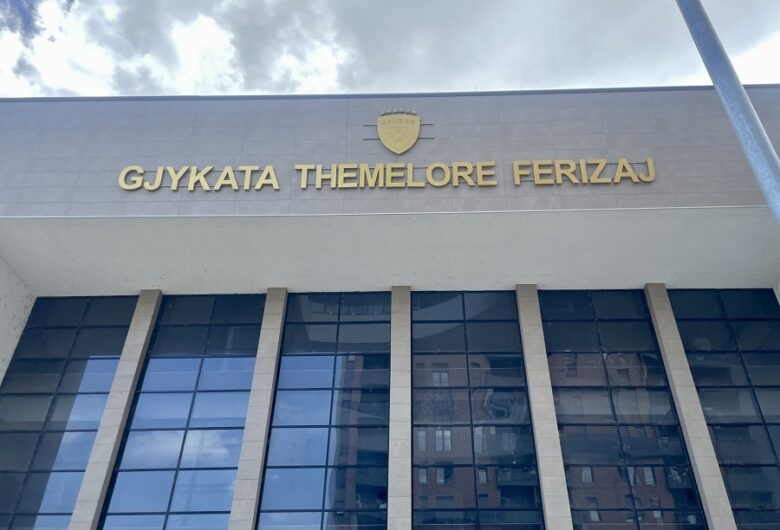 GJYKATA THEMELORE FERIZAJ